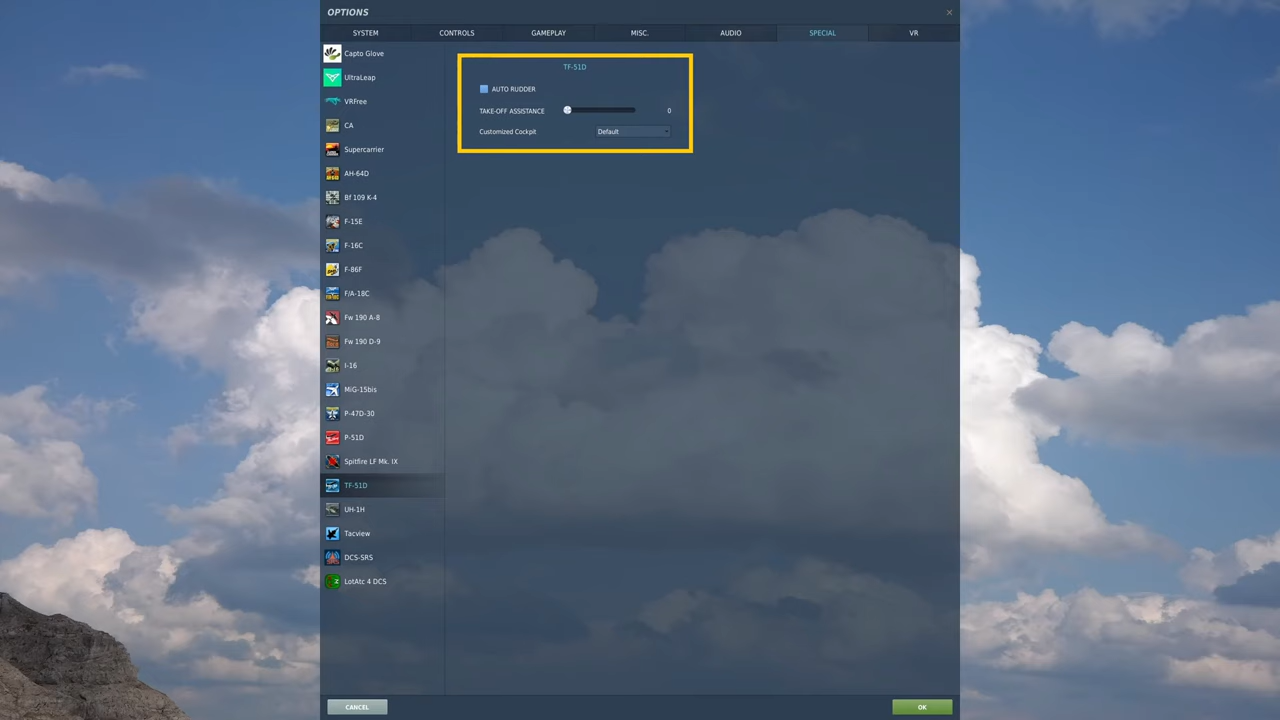 OPTIONS
SYSTEM CONTROLS GAMEPLAY MISC. AUDIO SPECIAL VR
Capto Glove
UltraLeap
VRFree
CA
Supercarrier
AH-64D
Bf 109 K-4
F-15E
F-16C
F-86F
F/A-18C
Fw 190 A-8
Fw 190 D-9
I-16
MiG-15bis
P-47D-30
P-51D
Spitfire LF Mk. IX
TF-51D
UH-1H
Tacview
DCS-SRS
LotAtc 4 DCS
TF-51D
AUTO RUDDER
TAKE-OFF ASSISTANCE 0
Customized Cockpit Default
CANCEL OK